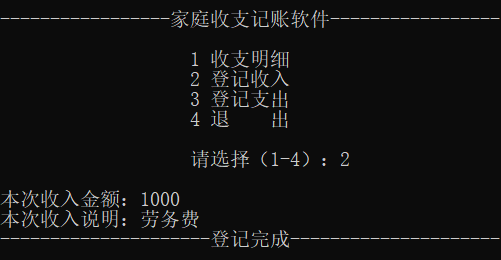 -----------------家庭收支记账软件-----------------
1 收支明细
2 登记收入
3 登记支出
4 退　　出
请选择（1-4）：2
本次收入金额：1000
本次收入说明：劳务费
---------------------登记完成---------------------